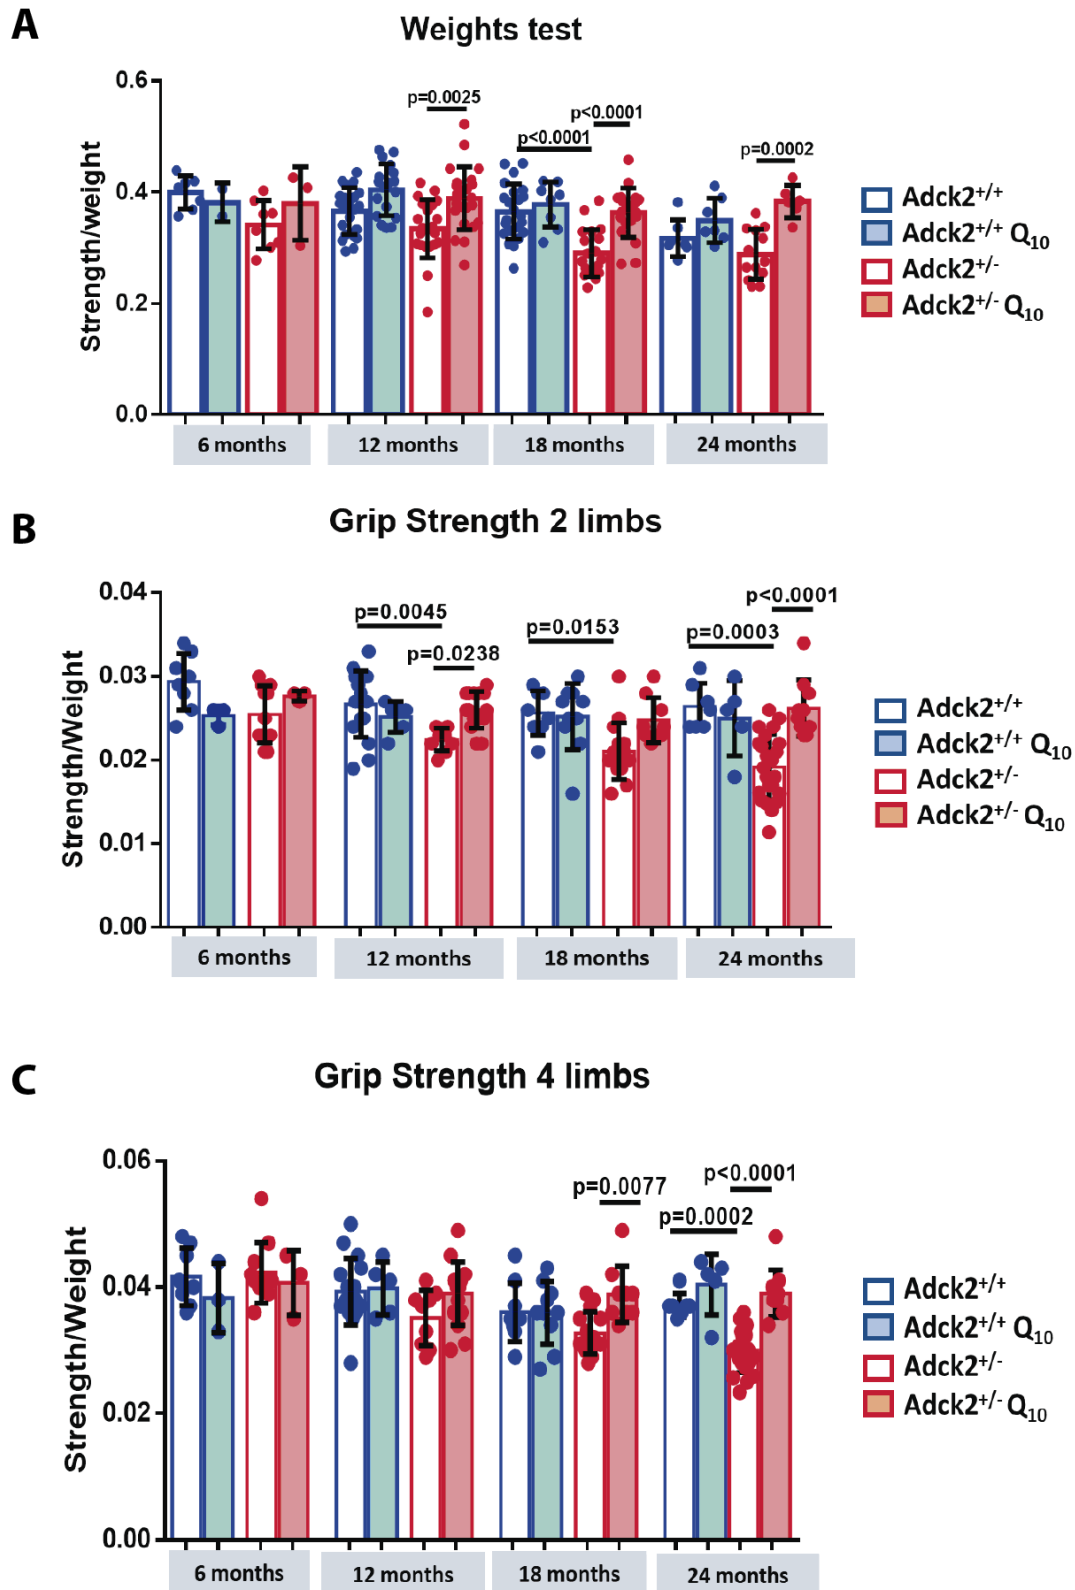 A
Weights test
Strength/weight
0.6
0.4
0.2
0.0
p=0.0025
p<0.0001
p<0.0001
p=0.0002
6 months
12 months
18 months
24 months
Adck2+/+
Adck2+/+ Q10
Adck2+/-
Adck2+/- Q10
B
Grip Strength 2 limbs
Strength/Weight
0.04
0.03
0.02
0.01
0.00
p=0.0045
p=0.0238
p=0.0153
p=0.0003
p<0.0001
6 months
12 months
18 months
24 months
Adck2+/+
Adck2+/+ Q10
Adck2+/-
Adck2+/- Q10
C
Grip Strength 4 limbs
Strength/Weight
0.06
0.04
0.02
0.00
p=0.0077
p=0.0002
p<0.0001
6 months
12 months
18 months
24 months
Adck2+/+
Adck2+/+ Q10
Adck2+/-
Adck2+/- Q10